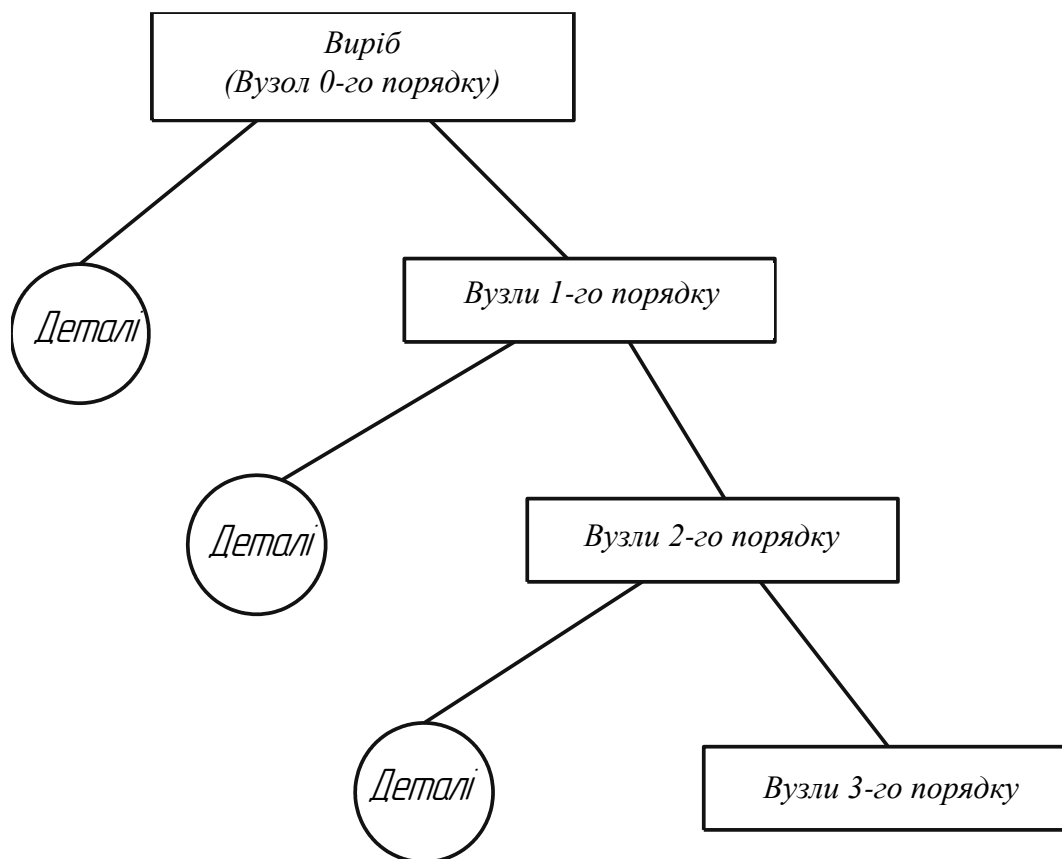 Виріб
(Вузол 0-го порядку)
Вузли 1-го порядку
Деталі
Вузли 2-го порядку
Деталі
Деталі
Вузли 3-го порядку